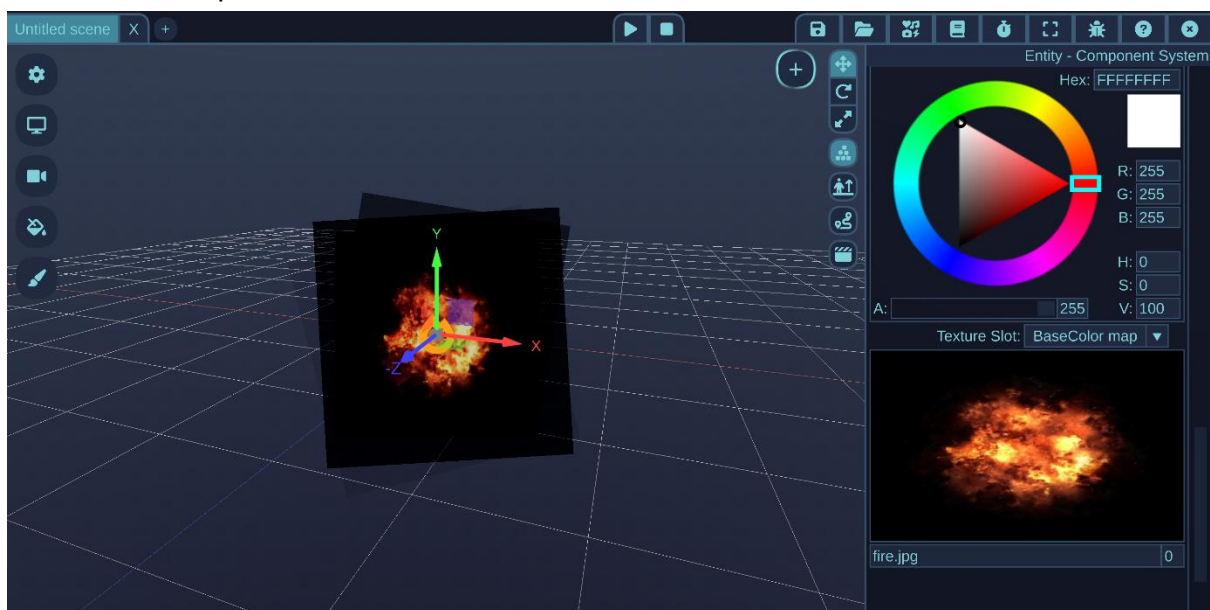 Untitled scene X +
Entity - Component System
Hex: FFFFFFFF
R: 255
G: 255
B: 255
H: 0
S: 0
A: 255 V: 100
Texture Slot: BaseColor map
fire.jpg 0
Y
X
-Z